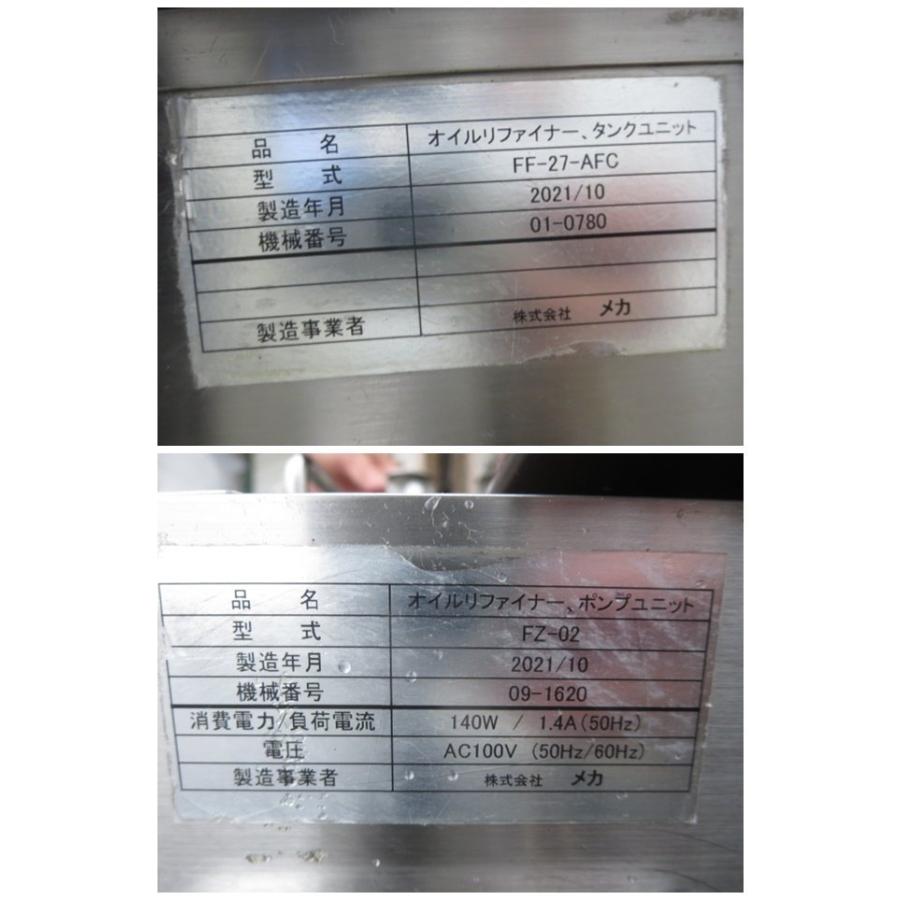 品 名 オイルリファイナー、タンクユニット
型 式 FF-27-AFC
製造年月 2021/10
機械番号 01-0780
製造事業者 株式会社 メカ
品 名 オイルリファイナー、ポンプユニット
型 式 FZ-02
製造年月 2021/10
機械番号 09-1620
消費電力/負荷電流 140W / 1.4A(50Hz)
電圧 AC100V (50Hz/60Hz)
製造事業者 株式会社 メカ